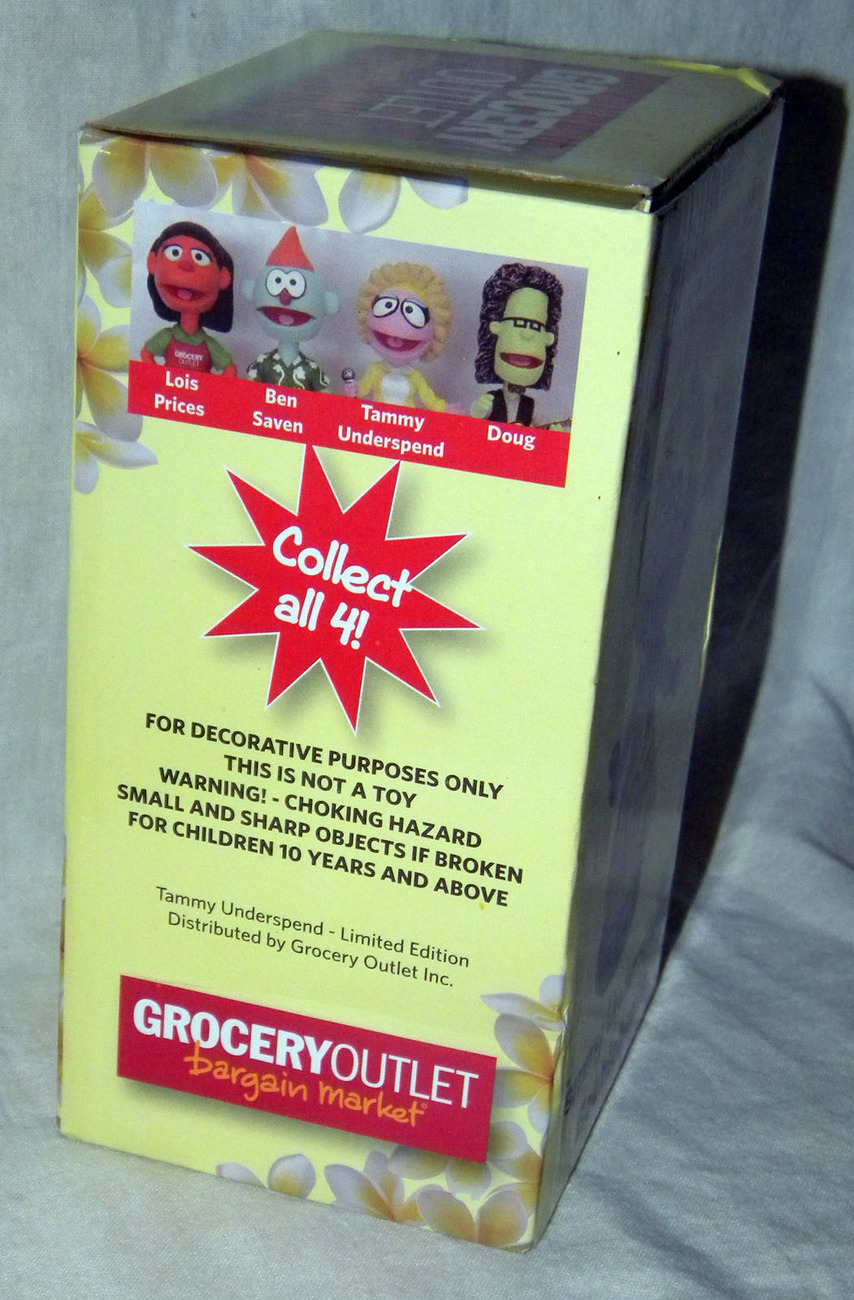 GROCERY
OUTLET
GROCERY
OUTLET
Lois
Prices
Ben
Saven
Tammy
Underspend
Doug
Collect
all 4!
FOR DECORATIVE PURPOSES ONLY
THIS IS NOT A TOY
WARNING! - CHOKING HAZARD
SMALL AND SHARP OBJECTS IF BROKEN
FOR CHILDREN 10 YEARS AND ABOVE
Tammy Underspend - Limited Edition
Distributed by Grocery Outlet Inc.
GROCERYOUTLET
bargain market®